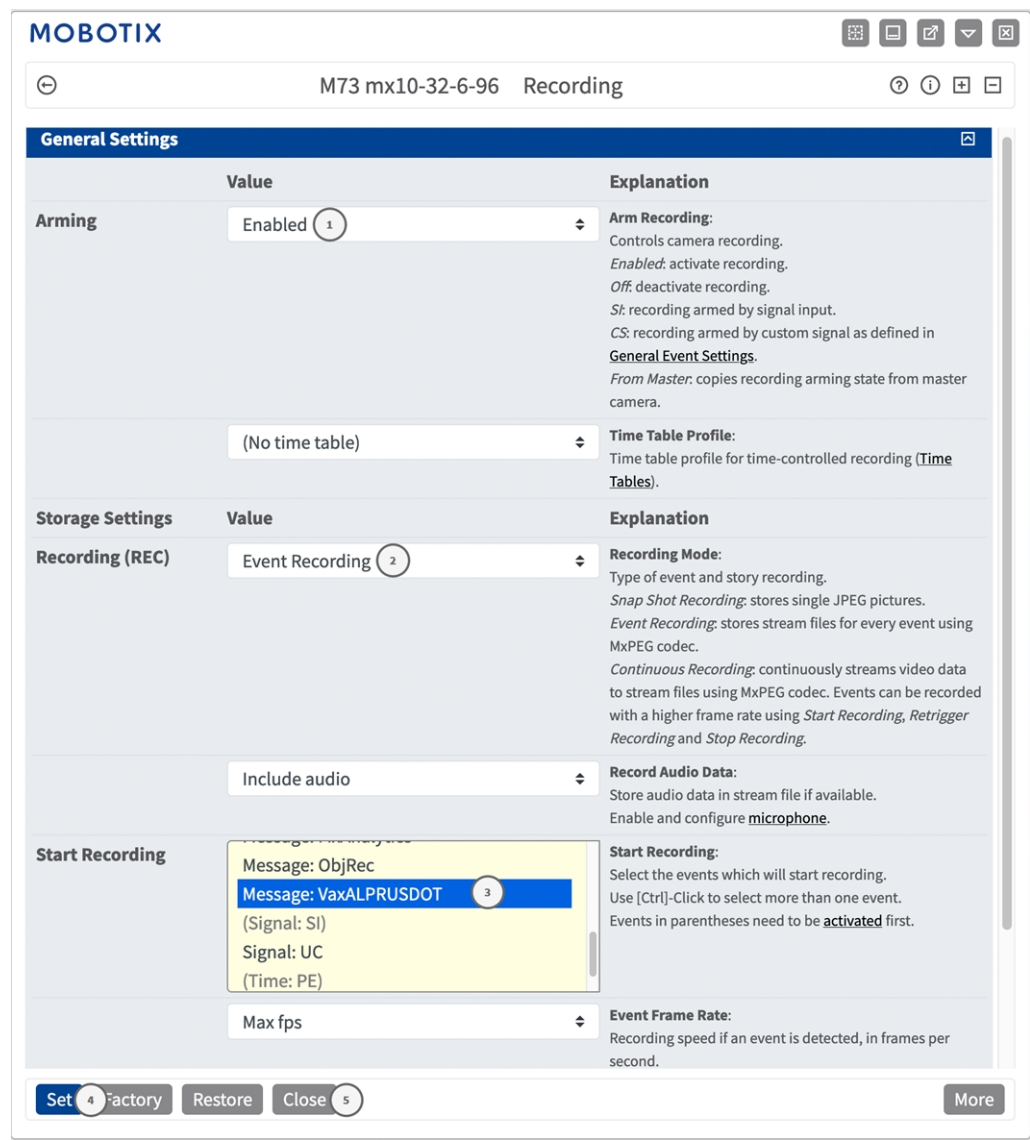 MOBOTIX
M73 mx10-32-6-96 Recording
General Settings
Value Explanation
Arming
Enabled 1
Arm Recording:
Controls camera recording.
Enabled: activate recording.
Off: deactivate recording.
SI: recording armed by signal input.
CS: recording armed by custom signal as defined in
General Event Settings.
From Master: copies recording arming state from master
camera.
(No time table)
Time Table Profile:
Time table profile for time-controlled recording (Time
Tables).
Storage Settings Value Explanation
Recording (REC)
Event Recording 2
Recording Mode:
Type of event and story recording.
Snap Shot Recording: stores single JPEG pictures.
Event Recording: stores stream files for every event using
MxPEG codec.
Continuous Recording: continuously streams video data
to stream files using MxPEG codec. Events can be recorded
with a higher frame rate using Start Recording, Retrigger
Recording and Stop Recording.
Include audio
Record Audio Data:
Store audio data in stream file if available.
Enable and configure microphone.
Start Recording
Message: ObjRec
Message: VaxALPRUSDOT 3
(Signal: SI)
Signal: UC
(Time: PE)
Start Recording:
Select the events which will start recording.
Use [Ctrl]-Click to select more than one event.
Events in parentheses need to be activated first.
Max fps
Event Frame Rate:
Recording speed if an event is detected, in frames per
second.
Set 4 Factory Restore Close 5 More